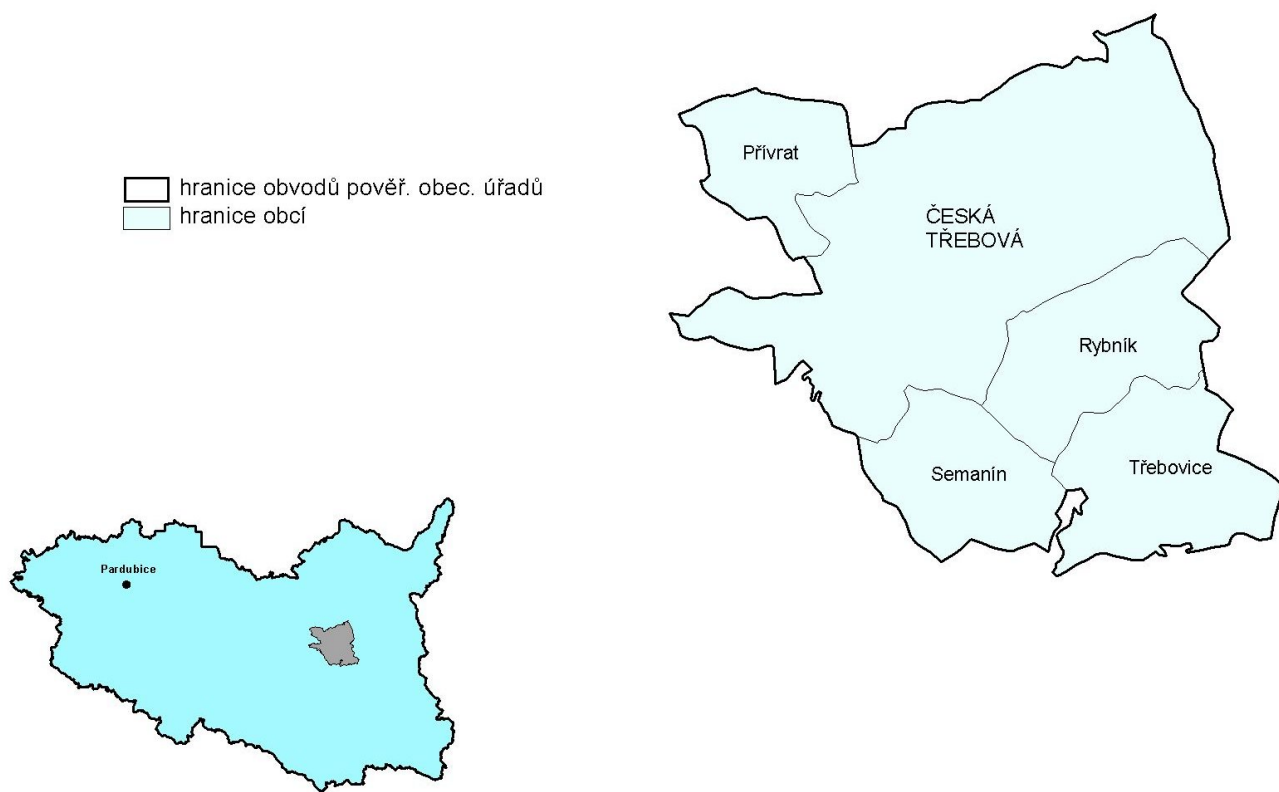 Přívrat
hranice obvodů pověř. obec. úřadů
hranice obcí
ČESKÁ
TŘEBOVÁ
Rybník
Semanín
Třebovice
Pardubice